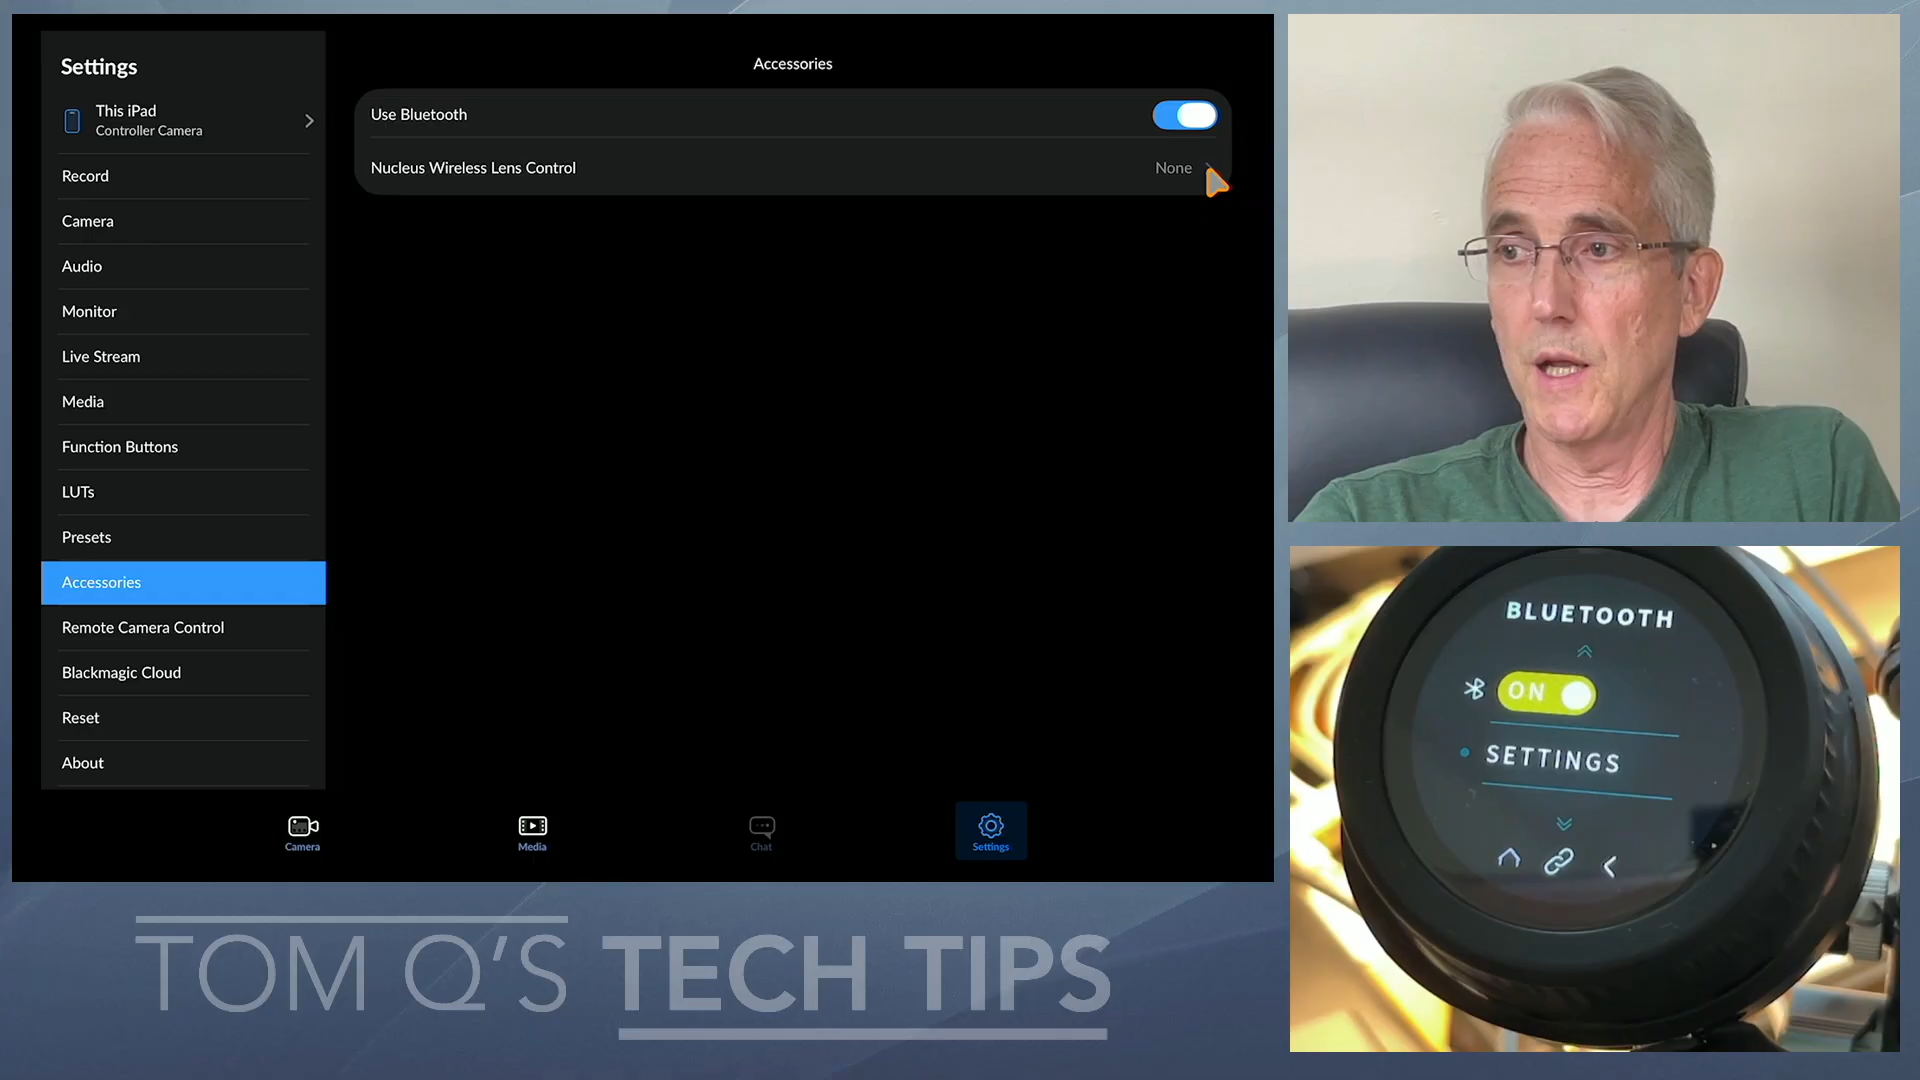 Settings
This iPad
Controller Camera
Record
Camera
Audio
Monitor
Live Stream
Media
Function Buttons
LUTs
Presets
Accessories
Remote Camera Control
Blackmagic Cloud
Reset
About
Accessories
Use Bluetooth
Nucleus Wireless Lens Control None
Camera
Media
Chat
Settings
BLUETOOTH
ON
SETTINGS
TOM Q'S TECH TIPS